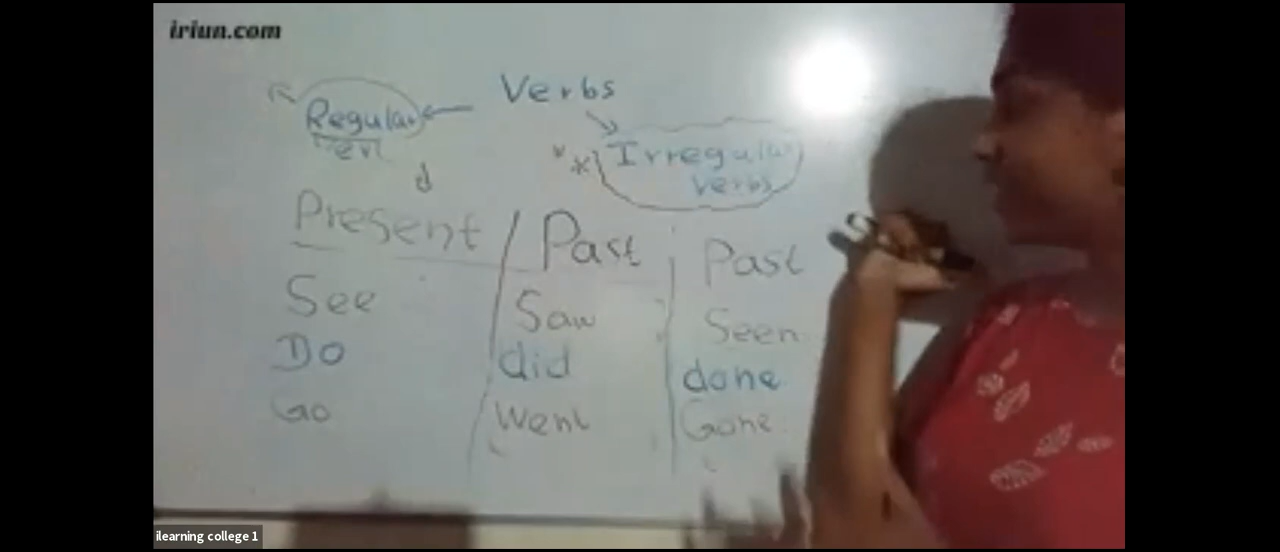 iriun.com
Verbs
Regular
Irregular
verbs
d
Present / Past Past
See Saw Seen
Do did done
Go Went Gone
ilearning college 1